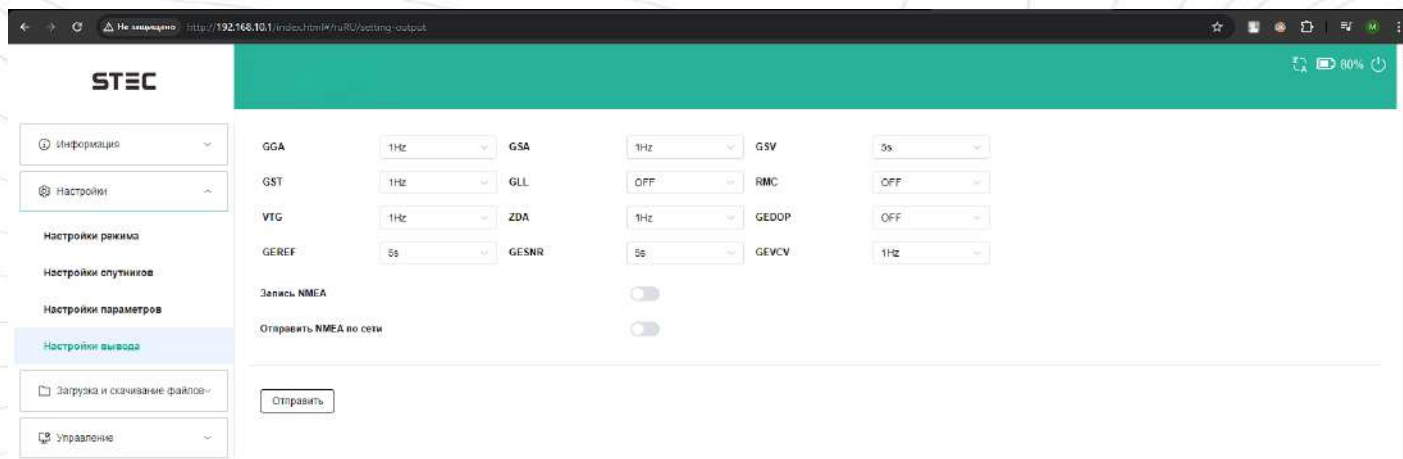 Не защищено http://192.168.10.1/index.html#/ruRU/setting-output M
STEC
80%
Информация
Настройки
Настройки режима
Настройки спутников
Настройки параметров
Настройки вывода
Загрузка и скачивание файлов
Управление
GGA 1Hz GSA 1Hz GSV 5s
GST 1Hz GLL OFF RMC OFF
VTG 1Hz ZDA 1Hz GEDOP OFF
GEREF 5s GESNR 5s GEVCV 1Hz
Запись NMEA
Отправить NMEA по сети
Отправить